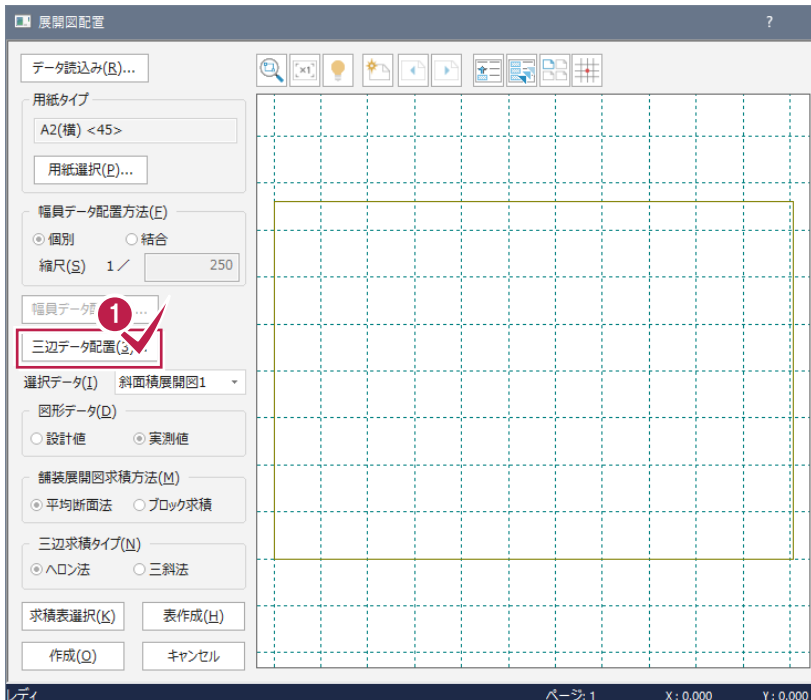 展開図配置 ?
データ読込み(R)...
×1
用紙タイプ
A2(横) <45>
用紙選択(P)...
幅員データ配置方法(F)
個別 結合
縮尺(S) 1／ 250
幅員データ ...
1
三辺データ配置(3)...
選択データ(I) 斜面積展開図1
図形データ(D)
設計値 実測値
舗装展開図求積方法(M)
平均断面法 ブロック求積
三辺求積タイプ(N)
ヘロン法 三斜法
求積表選択(K) 表作成(H)
作成(O) キャンセル
レディ ページ: 1 X : 0.000 Y : 0.000